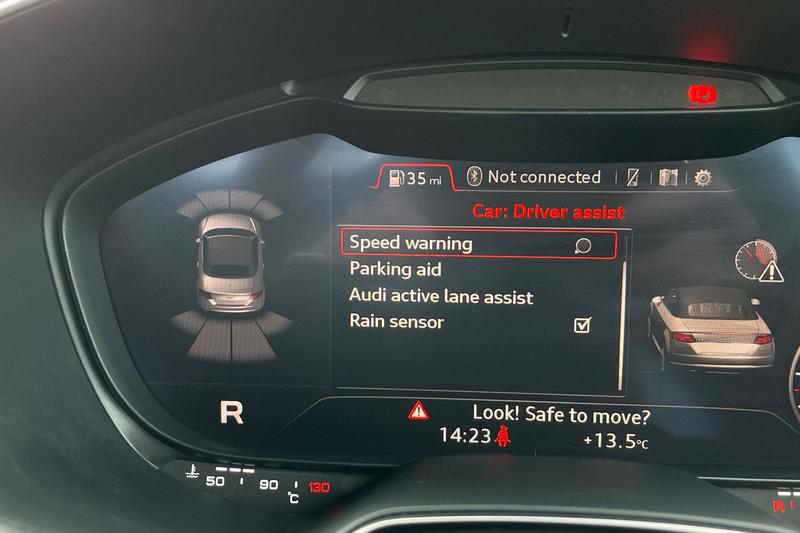 35 mi
Not connected
Car: Driver assist
Speed warning
Parking aid
Audi active lane assist
Rain sensor
R
Look! Safe to move?
14:23
+13.5°C
50 90 130
°C
R